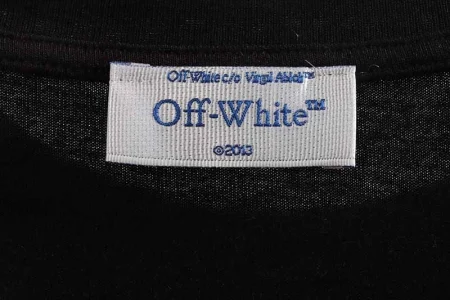 Off-White c/o Virgil Abloh™
Off-White™
©2013